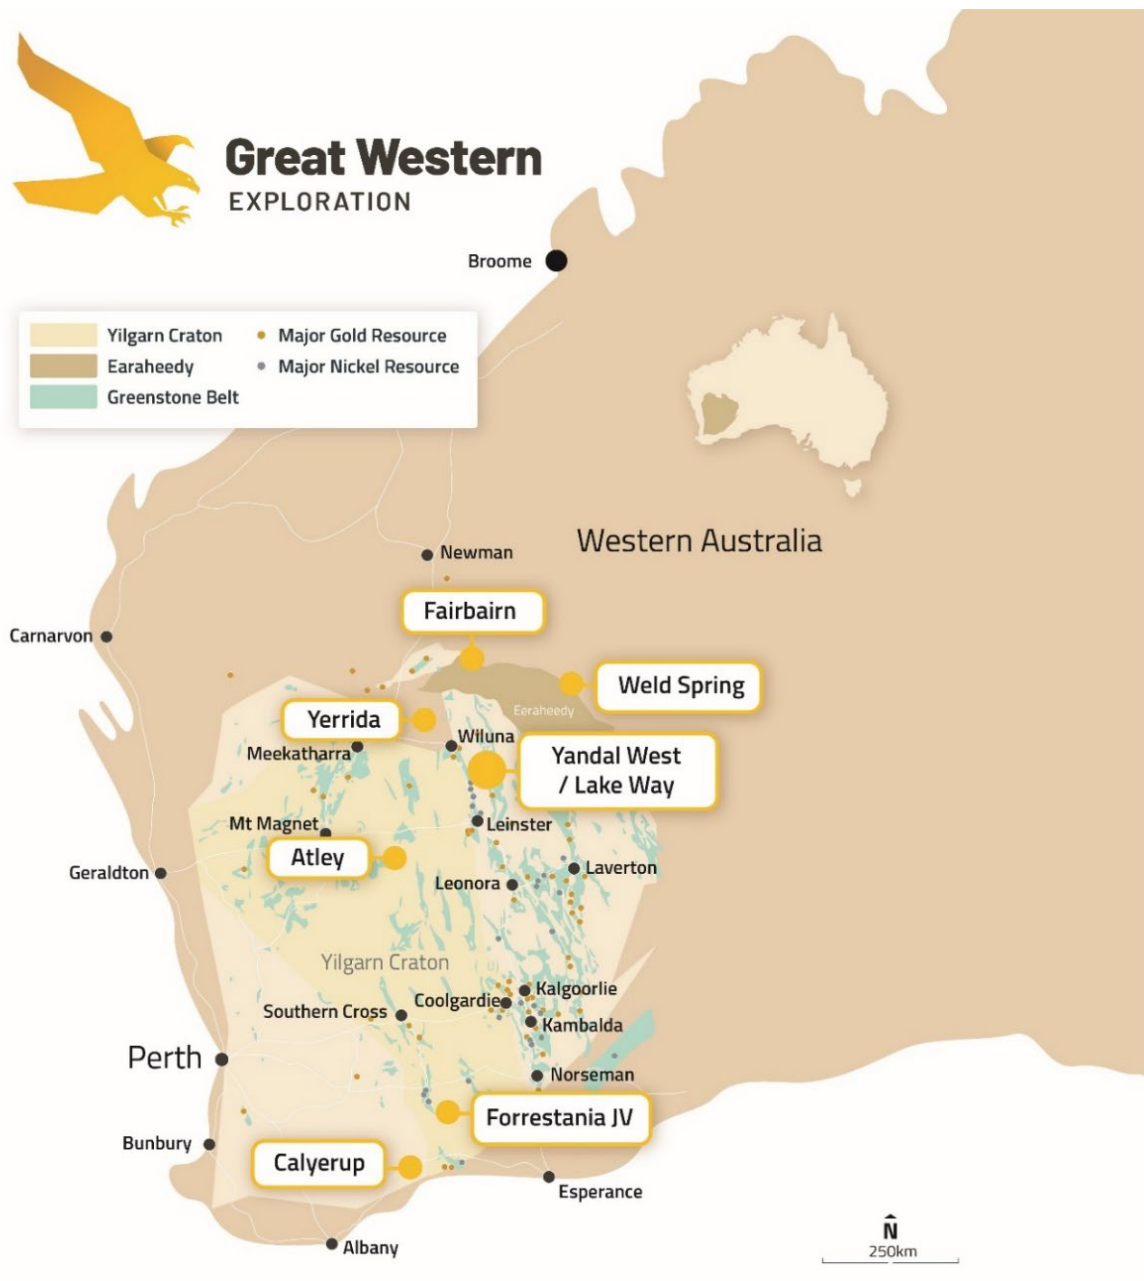 Great Western
EXPLORATION
Broome
Yilgarn Craton
Earaheedy
Greenstone Belt
Major Gold Resource
Major Nickel Resource
Western Australia
Newman
Fairbairn
Carnarvon
Weld Spring
Eeraheedy
Yerrida
Wiluna
Meekatharra
Yandal West
/ Lake Way
Mt Magnet
Leinster
Atley
Geraldton
Laverton
Leonora
Yilgarn Craton
Kalgoorlie
Coolgardie
Southern Cross
Kambalda
Perth
Norseman
Forrestania JV
Bunbury
Calyerup
Esperance
Albany
N
250km